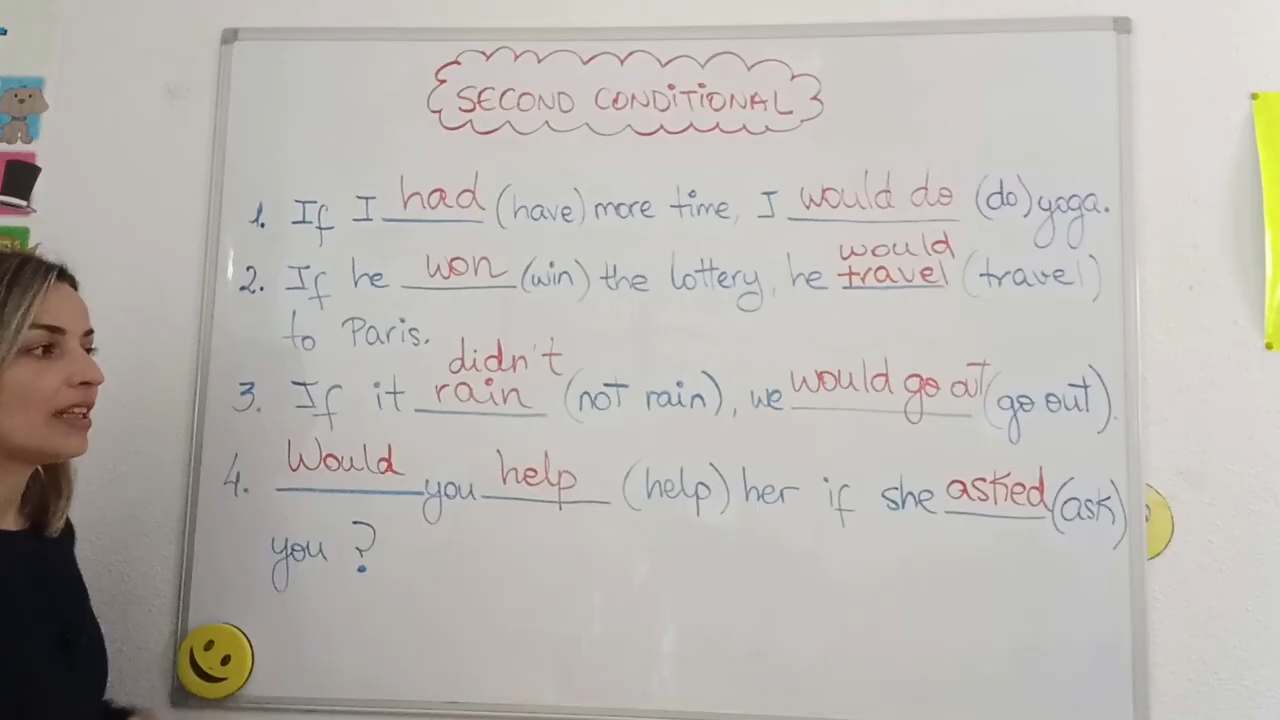 SECOND CONDITIONAL
1. If I had (have) more time, I would do (do) yoga.
2. If he won (win) the lottery, he would travel (travel)
to Paris.
3. If it didn't rain (not rain), we would go out (go out).
4. Would you help (help) her if she asked (ask)
you?